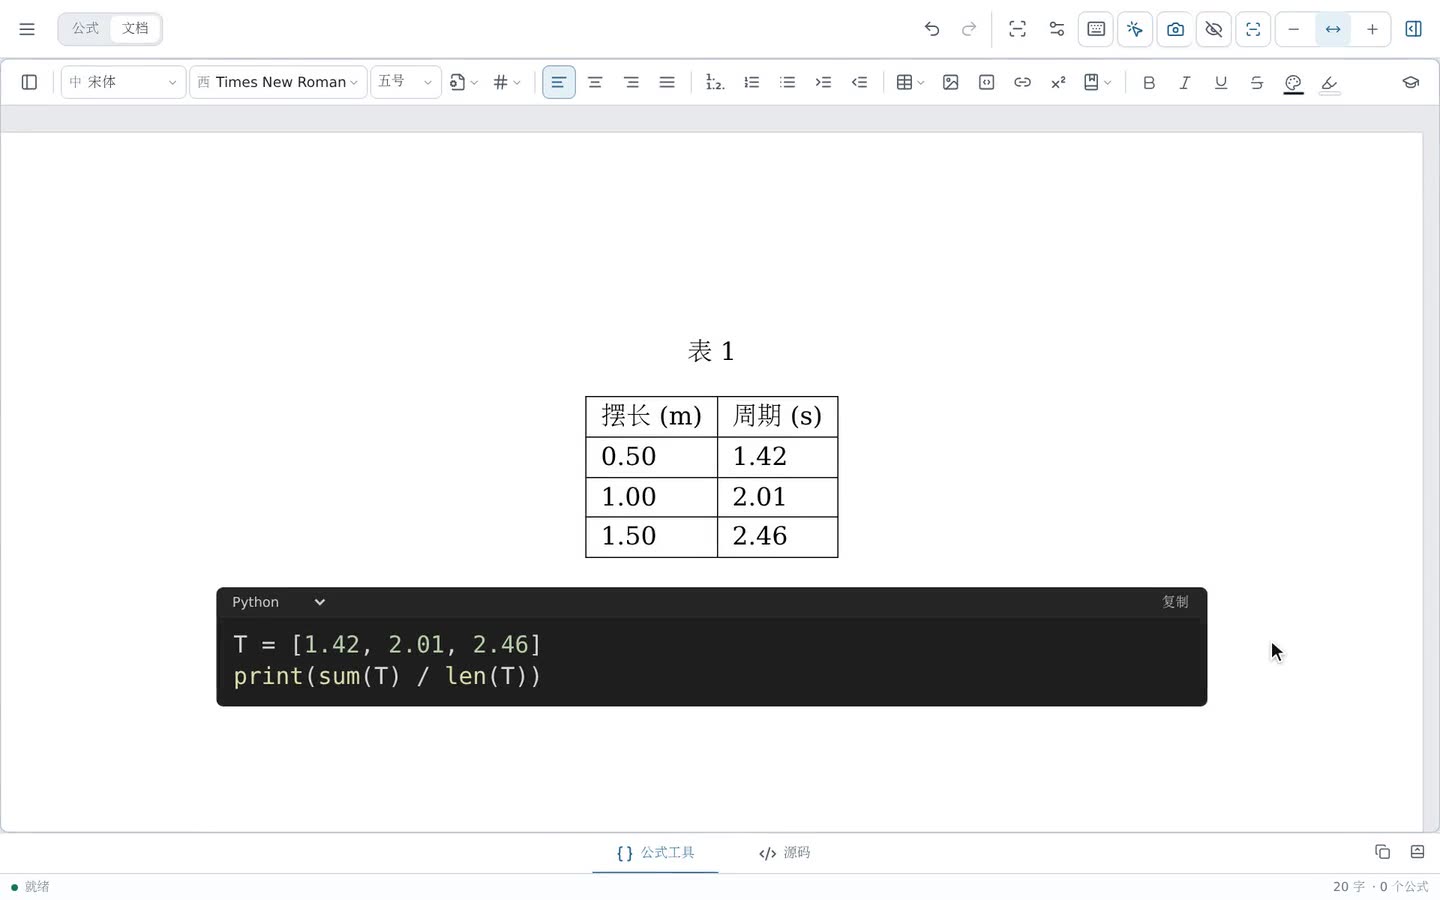 公式 文档
中 宋体 西 Times New Roman 五号
表 1
摆长 (m) 周期 (s)
0.50 1.42
1.00 2.01
1.50 2.46
Python 复制
T = [1.42, 2.01, 2.46]
print(sum(T) / len(T))
{} 公式工具 </> 源码
就绪 20 字 · 0 个公式